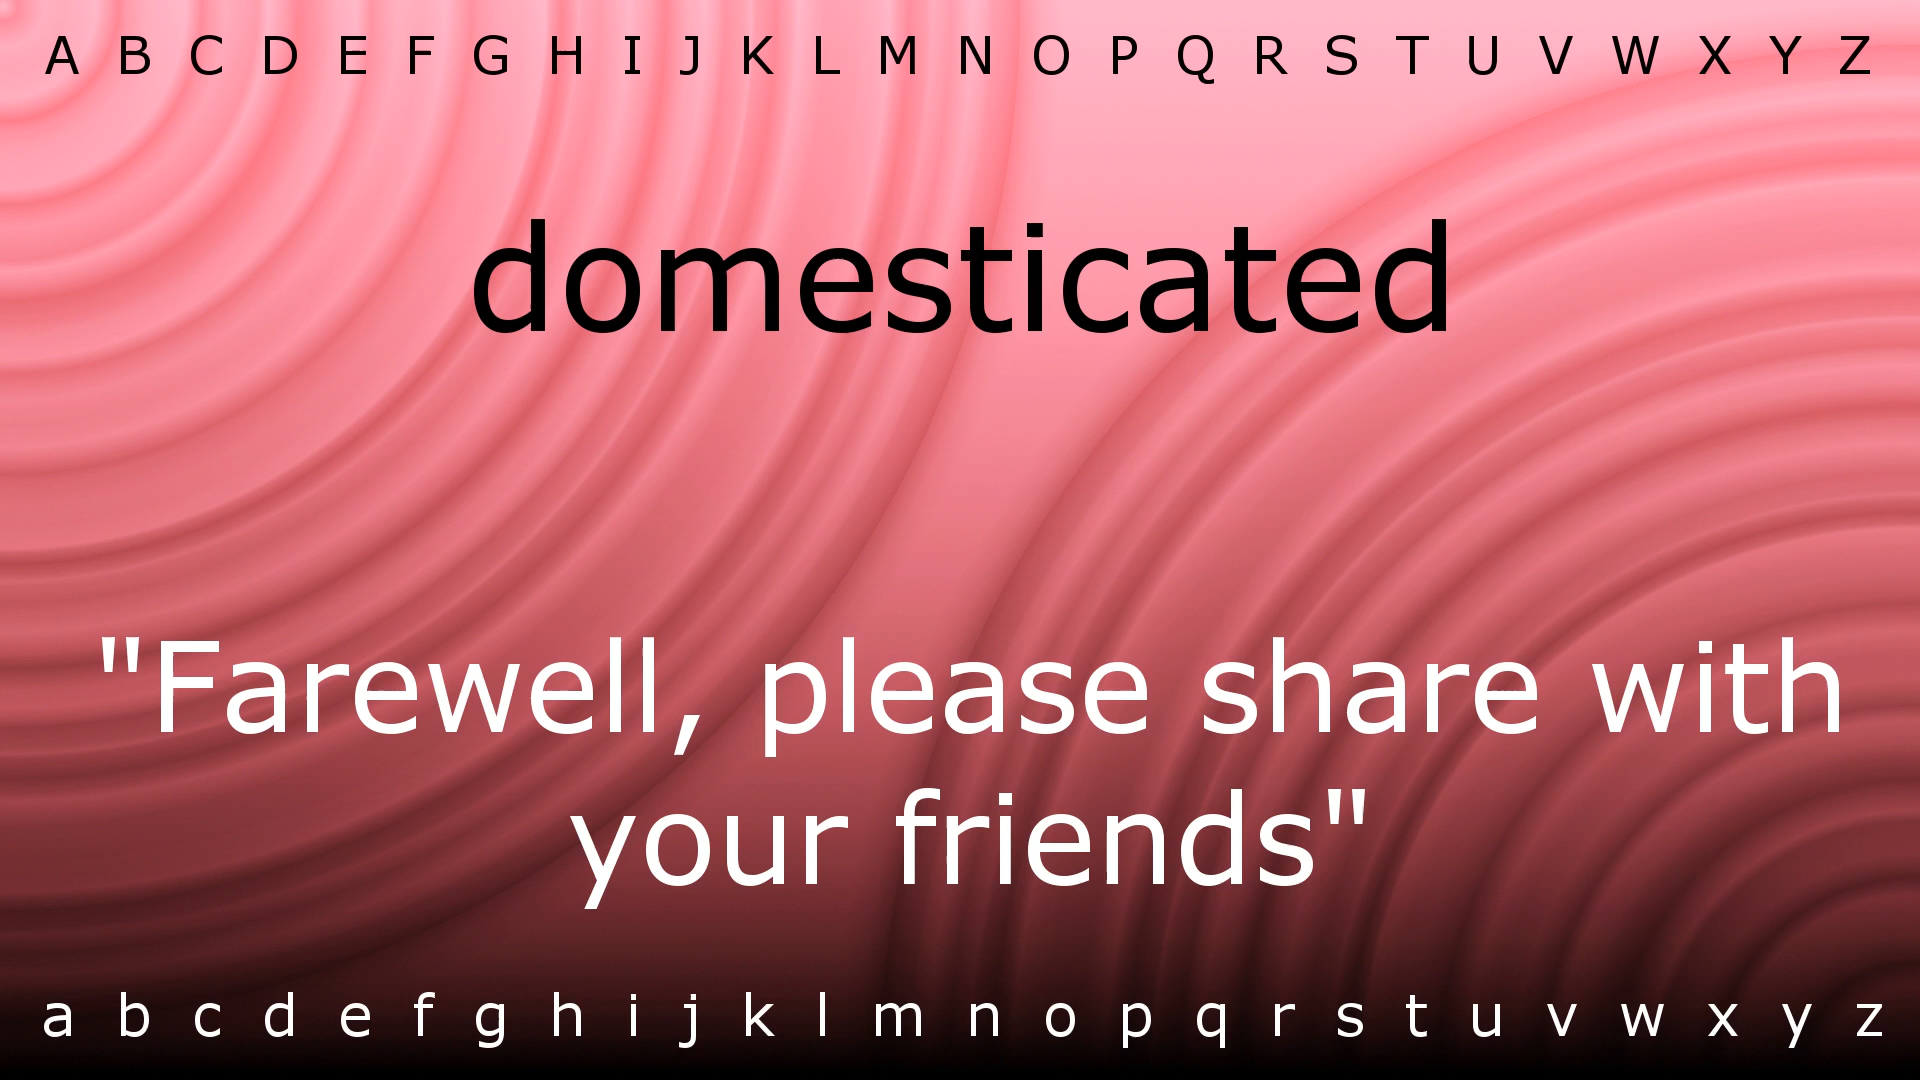 A B C D E F G H I J K L M N O P Q R S T U V W X Y Z
domesticated
"Farewell, please share with
your friends"
a b c d e f g h i j k l m n o p q r s t u v w x y z